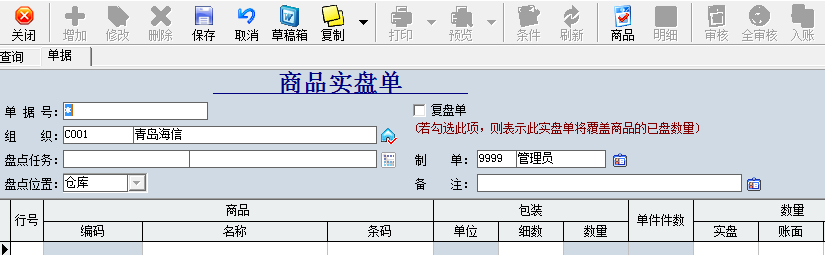 关闭 增加 修改 删除 保存 取消 草稿箱 复制 打印 预览 条件 刷新 商品 明细 审核 全审核 入账
查询 单据
商品实盘单
单 据 号: *
复盘单
组 织: C001 青岛海信
(若勾选此项，则表示此实盘单将覆盖商品的已盘数量)
盘点任务:
制 单: 9999 管理员
盘点位置: 仓库
备 注:
行号 商品 包装 单件件数 数量
编码 名称 条码 单位 细数 数量 实盘 账面